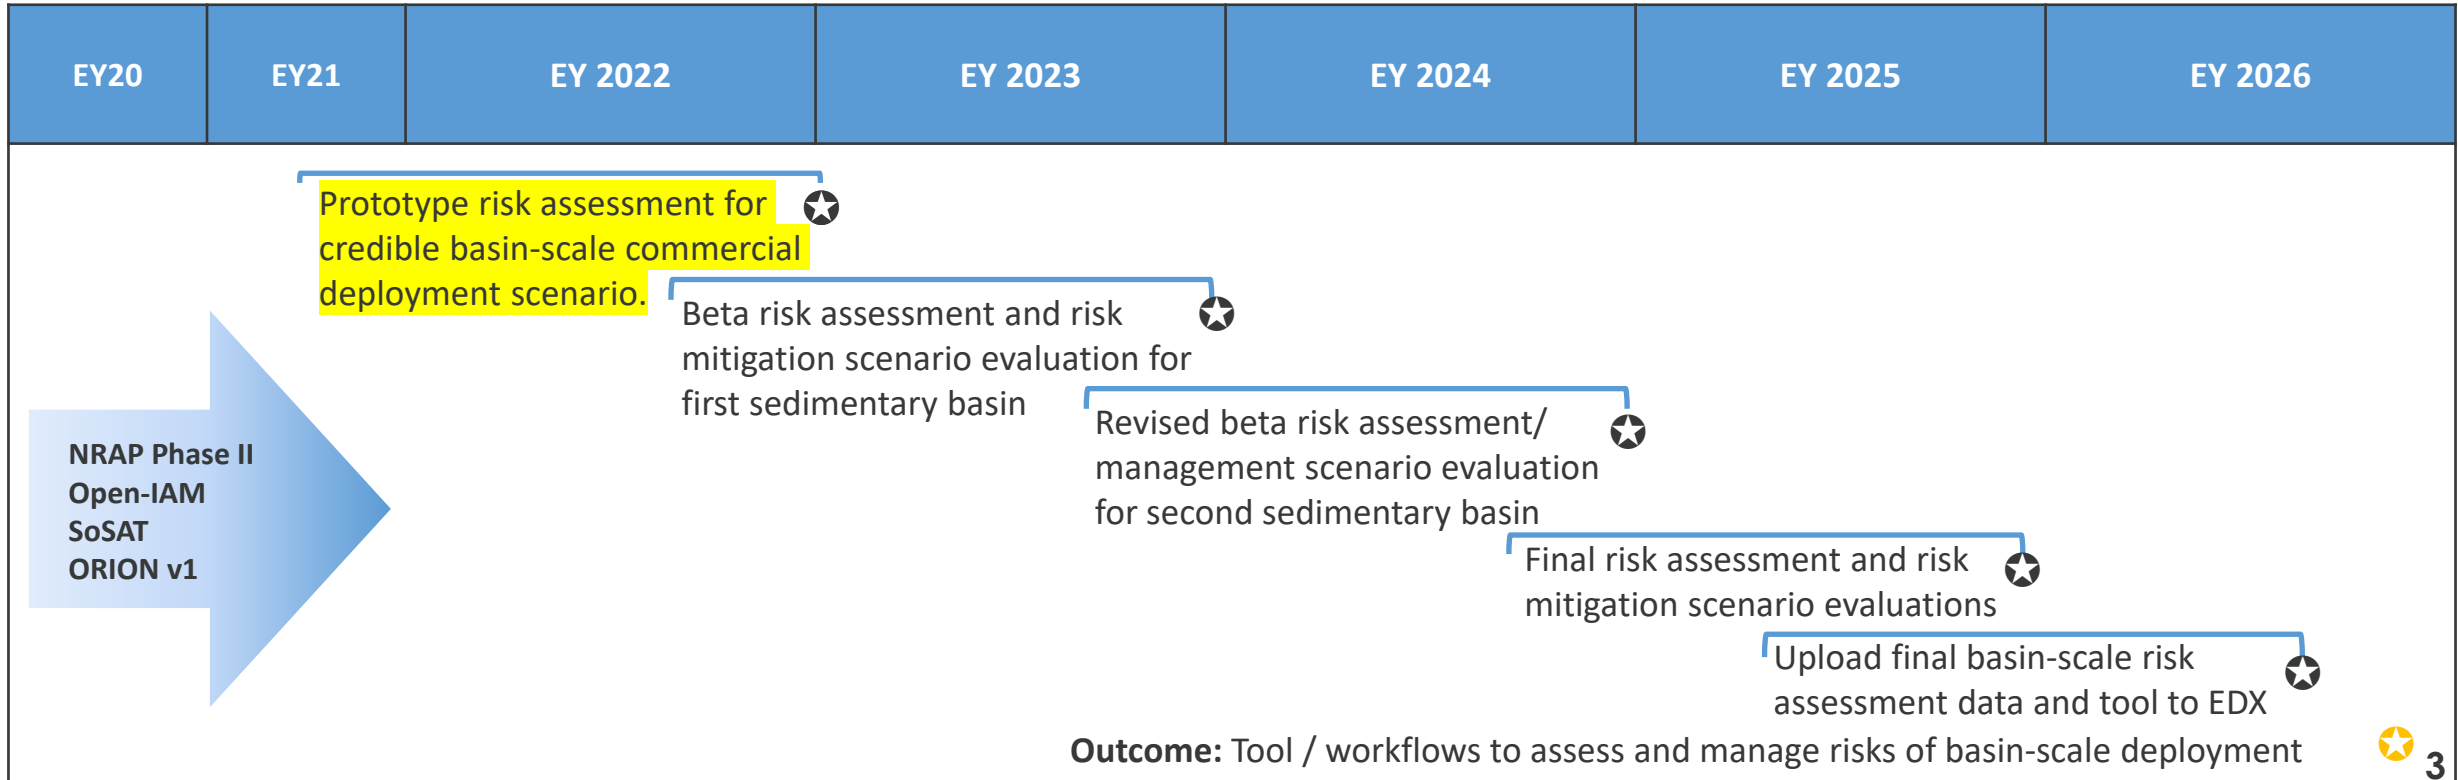 EY20
EY21
EY 2022
EY 2023
EY 2024
EY 2025
EY 2026
Prototype risk assessment for
credible basin-scale commercial
deployment scenario.
Beta risk assessment and risk
mitigation scenario evaluation for
first sedimentary basin
Revised beta risk assessment/
management scenario evaluation
for second sedimentary basin
NRAP Phase II
Open-IAM
SoSAT
ORION v1
Final risk assessment and risk
mitigation scenario evaluations
Upload final basin-scale risk
assessment data and tool to EDX
Outcome: Tool / workflows to assess and manage risks of basin-scale deployment
3